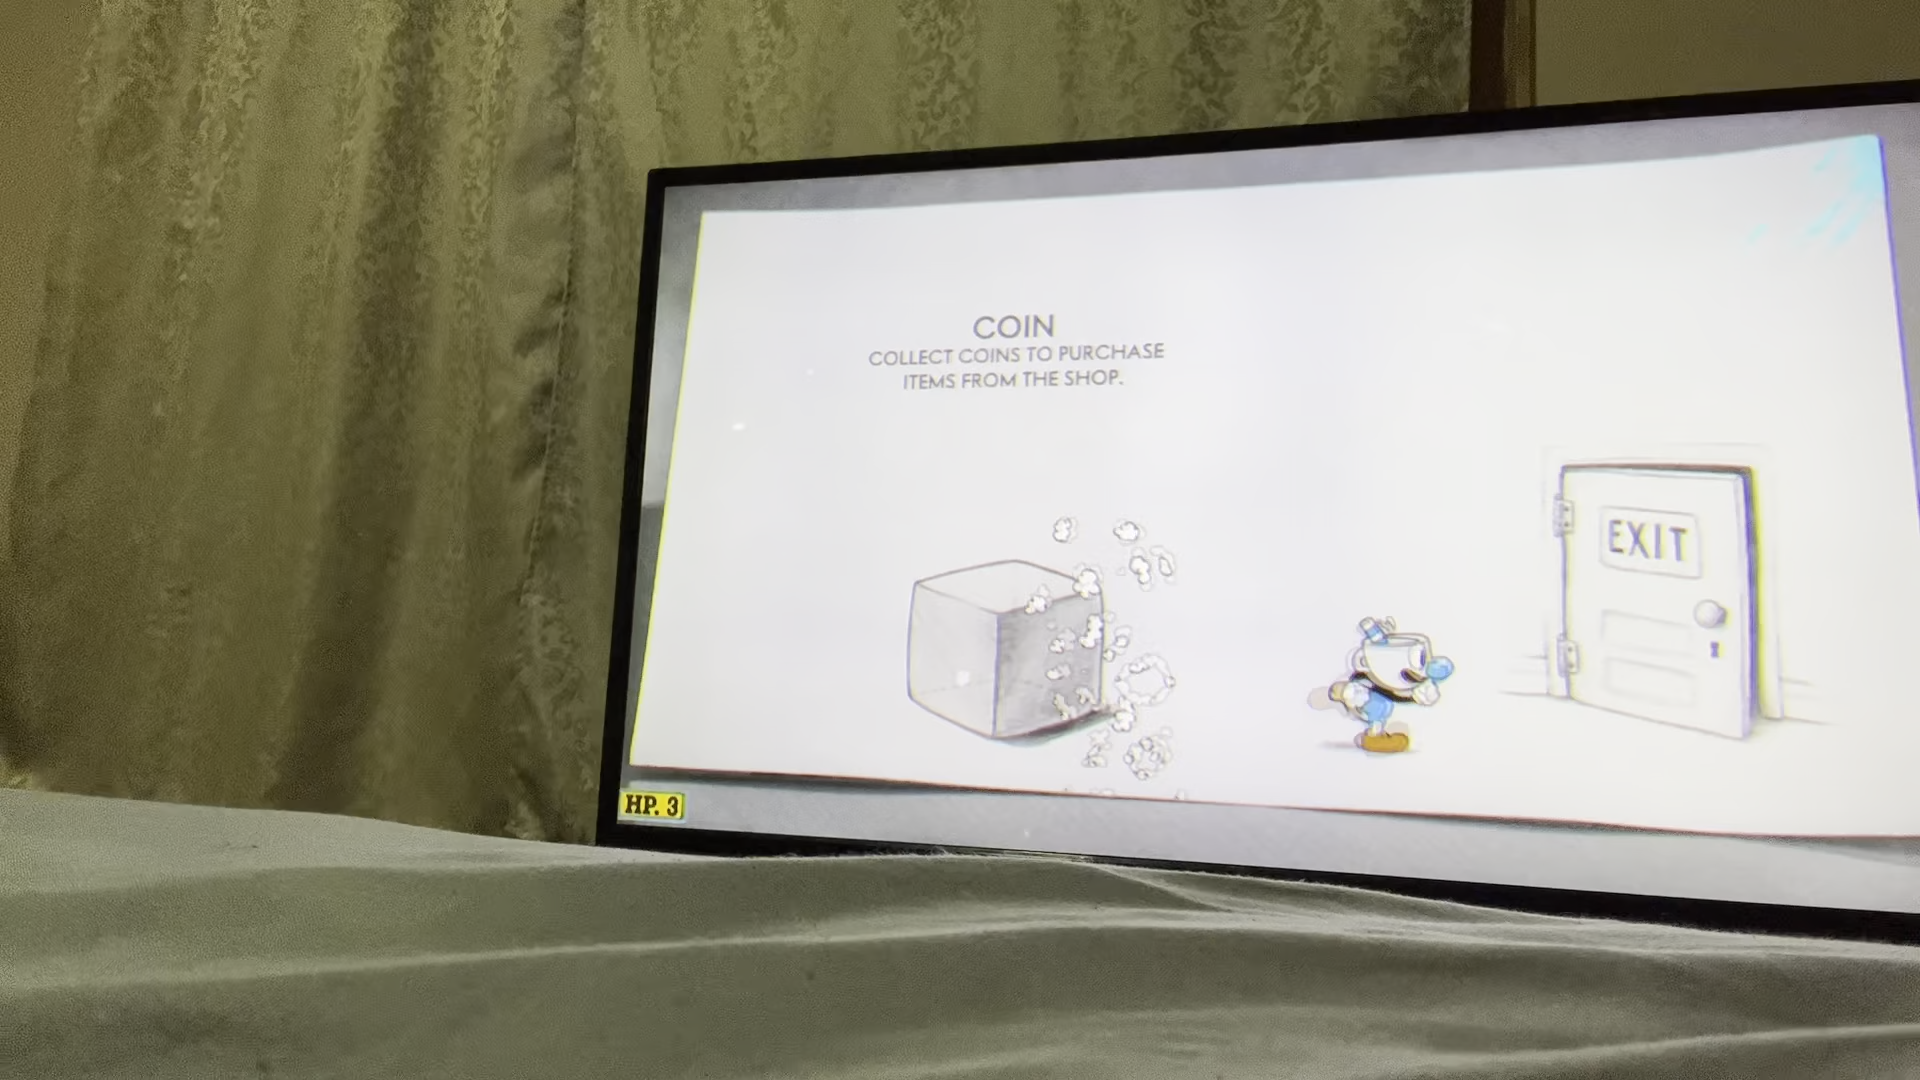 COIN
COLLECT COINS TO PURCHASE
ITEMS FROM THE SHOP.
EXIT
HP. 3